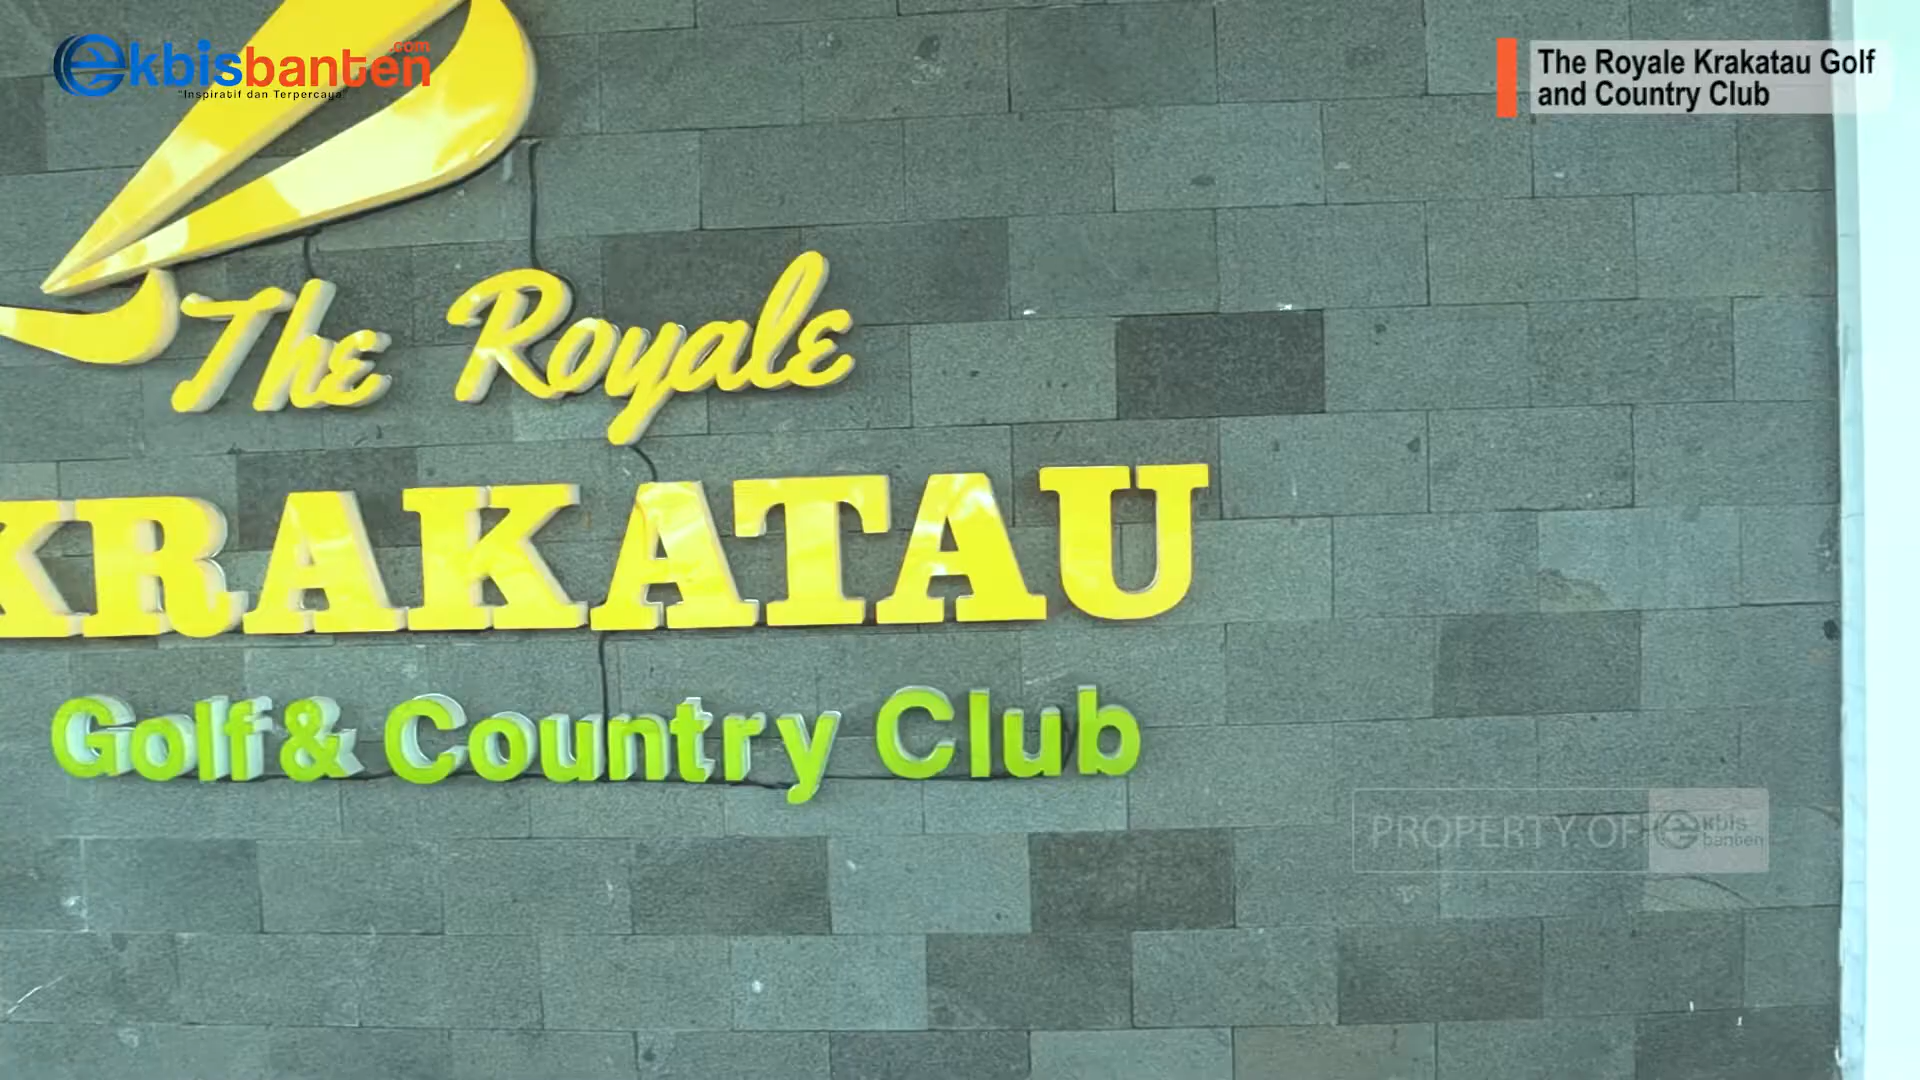 ekbisbanten.com
"Inspiratif dan Terpercaya"
The Royale Krakatau Golf
and Country Club
The Royale
KRAKATAU
Golf & Country Club
PROPERTY OF ekbis
banten